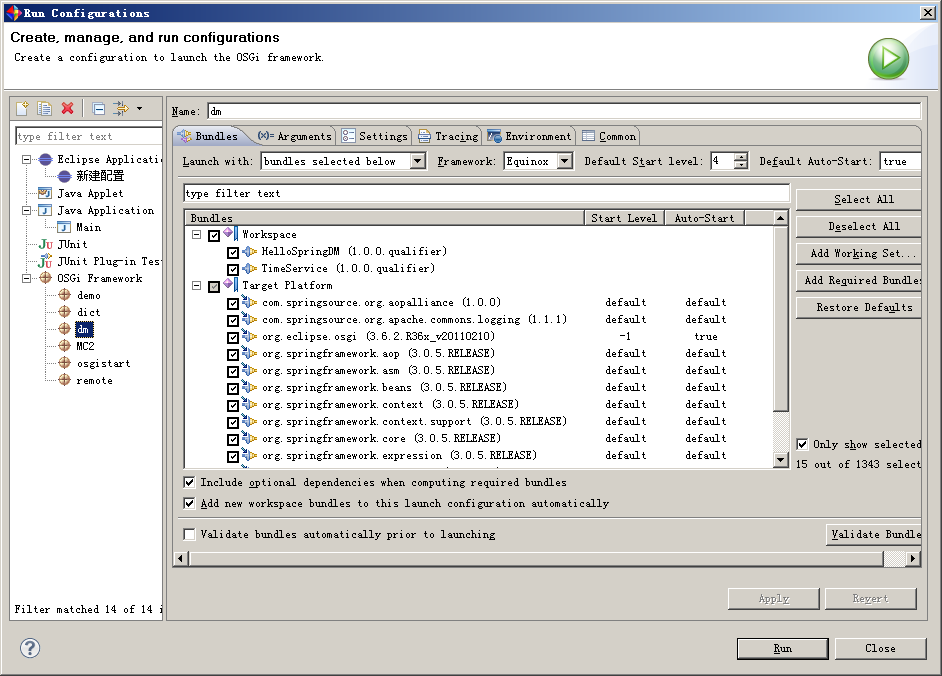 Run Configurations
Create, manage, and run configurations
Create a configuration to launch the OSGi framework.
type filter text
Eclipse Applicati
新建配置
Java Applet
Java Application
Main
JUnit
JUnit Plug-in Tes
OSGi Framework
demo
dict
dm
MC2
osgistart
remote
Filter matched 14 of 14 i
Name: dm
Bundles (x)= Arguments Settings Tracing Environment Common
Launch with: bundles selected below Framework: Equinox Default Start level: 4 Default Auto-Start: true
type filter text
Bundles Start Level Auto-Start
Workspace
HelloSpringDM (1.0.0.qualifier)
TimeService (1.0.0.qualifier)
Target Platform
com.springsource.org.aopalliance (1.0.0) default default
com.springsource.org.apache.commons.logging (1.1.1) default default
org.eclipse.osgi (3.6.2.R36x_v20110210) -1 true
org.springframework.aop (3.0.5.RELEASE) default default
org.springframework.asm (3.0.5.RELEASE) default default
org.springframework.beans (3.0.5.RELEASE) default default
org.springframework.context (3.0.5.RELEASE) default default
org.springframework.context.support (3.0.5.RELEASE) default default
org.springframework.core (3.0.5.RELEASE) default default
org.springframework.expression (3.0.5.RELEASE) default default
Select All
Deselect All
Add Working Set...
Add Required Bundles
Restore Defaults
Only show selected
15 out of 1343 select
Include optional dependencies when computing required bundles
Add new workspace bundles to this launch configuration automatically
Validate bundles automatically prior to launching
Validate Bundle
Apply Revert
Run Close